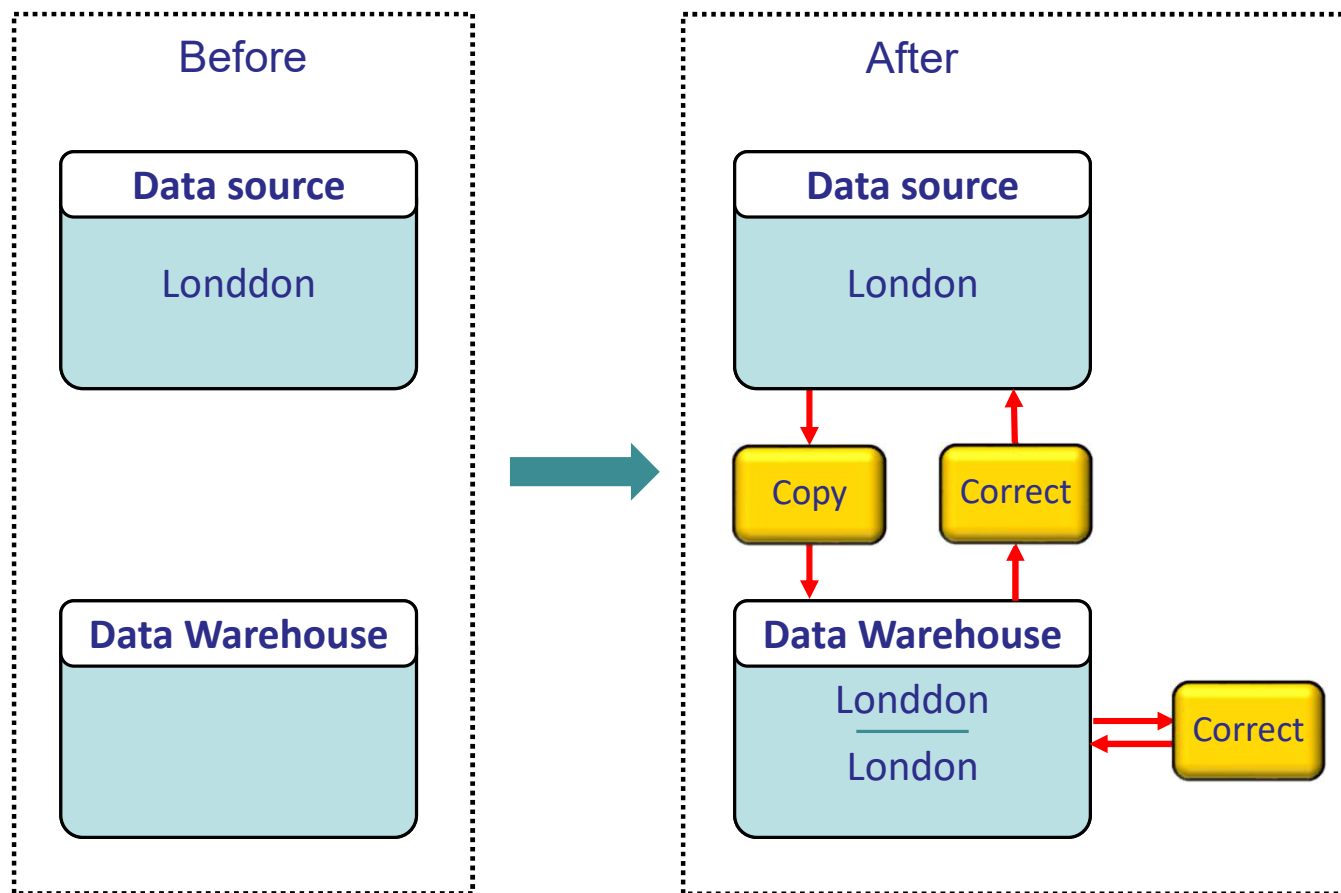 Before
Data source
Londdon
Data Warehouse
After
Data source
London
Copy
Correct
Data Warehouse
Londdon
London
Correct